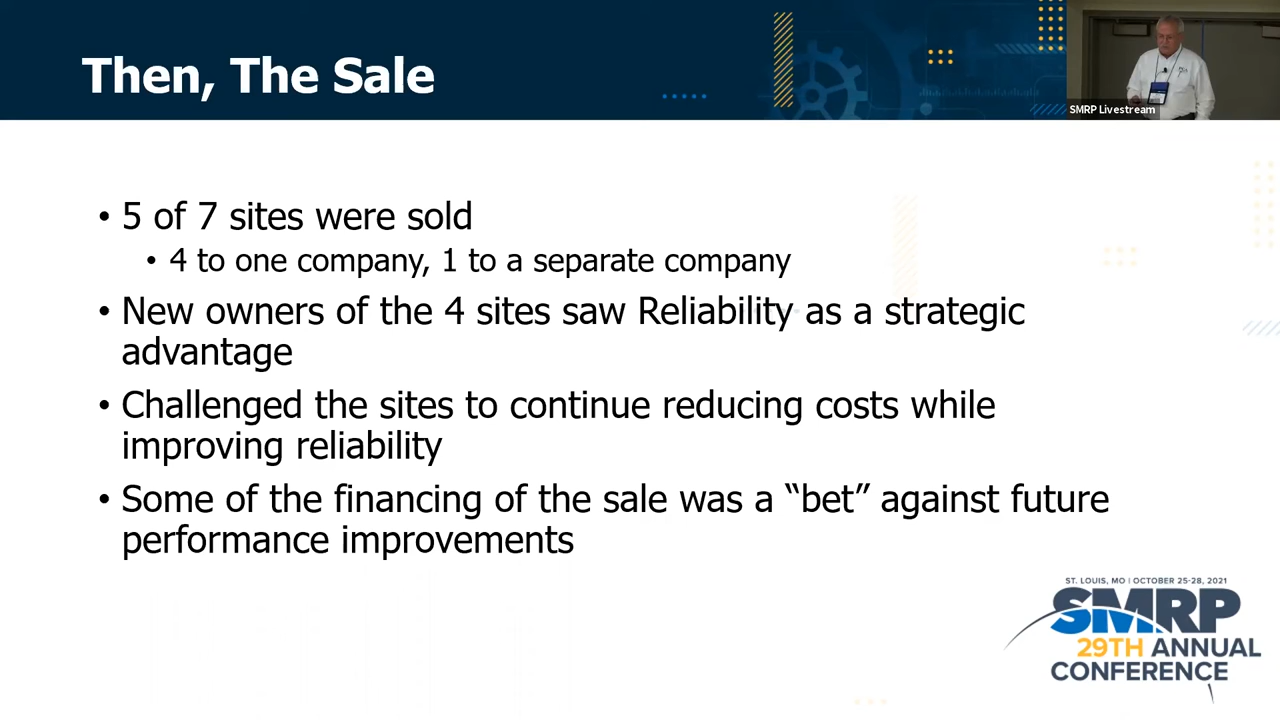 Then, The Sale
SMRP Livestream
• 5 of 7 sites were sold
• 4 to one company, 1 to a separate company
• New owners of the 4 sites saw Reliability as a strategic
advantage
• Challenged the sites to continue reducing costs while
improving reliability
• Some of the financing of the sale was a “bet” against future
performance improvements
ST. LOUIS, MO | OCTOBER 25-28, 2021
SMRP
29TH ANNUAL
CONFERENCE